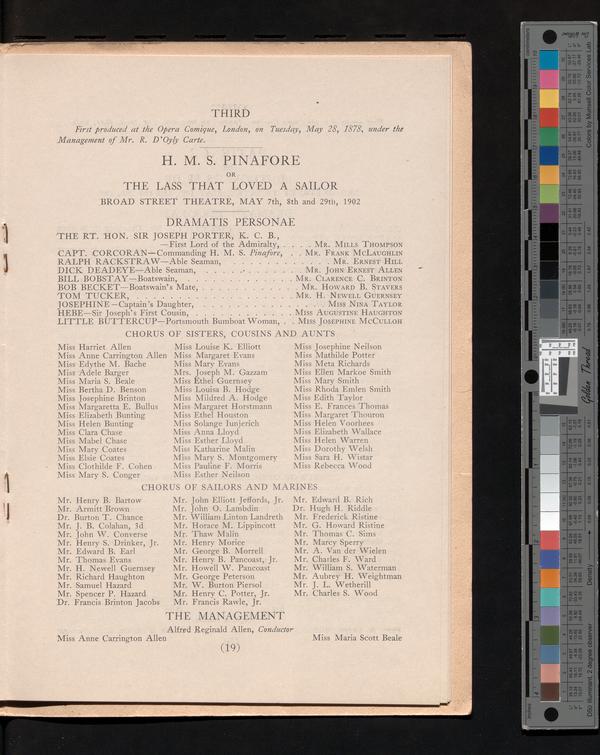 THIRD
First produced at the Opera Comique, London, on Tuesday, May 28, 1878, under the
Management of Mr. R. D'Oyly Carte.
H. M. S. PINAFORE
OR
THE LASS THAT LOVED A SAILOR
BROAD STREET THEATRE, MAY 7th, 8th and 29th, 1902
DRAMATIS PERSONAE
THE RT. HON. SIR JOSEPH PORTER, K. C. B.,
—First Lord of the Admiralty, . . . . MR. MILLS THOMPSON
CAPT. CORCORAN—Commanding H. M. S. Pinafore, . . MR. FRANK MCLAUGHLIN
RALPH RACKSTRAW—Able Seaman, . . . . . . . . . . MR. ERNEST HILL
DICK DEADEYE—Able Seaman, . . . . . . . . . . MR. JOHN ERNEST ALLEN
BILL BOBSTAY—Boatswain, . . . . . . . . . . MR. CLARENCE C. BRINTON
BOB BECKET—Boatswain's Mate, . . . . . . . . . MR. HOWARD B. STAVERS
TOM TUCKER, . . . . . . . . . . . . MR. H. NEWELL GUERNSEY
JOSEPHINE—Captain's Daughter, . . . . . . . . . . MISS NINA TAYLOR
HEBE—Sir Joseph's First Cousin, . . . . . . . . MISS AUGUSTINE HAUGHTON
LITTLE BUTTERCUP—Portsmouth Bumboat Woman, . . MISS JOSEPHINE MCCULLOH
CHORUS OF SISTERS, COUSINS AND AUNTS
Miss Harriet Allen Miss Louise K. Elliott Miss Josephine Neilson
Miss Anne Carrington Allen Miss Margaret Evans Miss Mathilde Potter
Miss Edythe M. Bache Miss Mary Evans Miss Meta Richards
Miss Adele Barger Mrs. Joseph M. Gazzam Miss Ellen Markoe Smith
Miss Maria S. Beale Miss Ethel Guernsey Miss Mary Smith
Miss Bertha D. Benson Miss Louisa B. Hodge Miss Rhoda Emlen Smith
Miss Josephine Brinton Miss Mildred A. Hodge Miss Edith Taylor
Miss Margaretta E. Bullus Miss Margaret Horstmann Miss E. Frances Thomas
Miss Elizabeth Bunting Miss Ethel Houston Miss Margaret Thouron
Miss Helen Bunting Miss Solange Iunjerich Miss Helen Voorhees
Miss Clara Chase Miss Anna Lloyd Miss Elizabeth Wallace
Miss Mabel Chase Miss Esther Lloyd Miss Helen Warren
Miss Mary Coates Miss Katharine Malin Miss Dorothy Welsh
Miss Elsie Coates Miss Mary S. Montgomery Miss Sara H. Wistar
Miss Clothilde F. Cohen Miss Pauline F. Morris Miss Rebecca Wood
Miss Mary S. Conger Miss Esther Neilson
CHORUS OF SAILORS AND MARINES
Mr. Henry B. Bartow Mr. John Elliott Jeffords, Jr. Mr. Edward B. Rich
Mr. Armitt Brown Mr. John O. Lambdin Dr. Hugh H. Riddle
Dr. Burton T. Chance Mr. William Linton Landreth Mr. Frederick Ristine
Mr. J. B. Colahan, 3d Mr. Horace M. Lippincott Mr. G. Howard Ristine
Mr. John W. Converse Mr. Thaw Malin Mr. Thomas C. Sims
Mr. Henry S. Drinker, Jr. Mr. Henry Morice Mr. Marcy Sperry
Mr. Edward B. Earl Mr. George B. Morrell Mr. A. Van der Wielen
Mr. Thomas Evans Mr. Henry B. Pancoast, Jr. Mr. Charles F. Ward
Mr. H. Newell Guernsey Mr. Howell W. Pancoast Mr. William S. Waterman
Mr. Richard Haughton Mr. George Peterson Mr. Aubrey H. Weightman
Mr. Samuel Hazard Mr. W. Burton Piersol Mr. J. L. Wetherill
Mr. Spencer P. Hazard Mr. Henry C. Potter, Jr. Mr. Charles S. Wood
Dr. Francis Brinton Jacobs Mr. Francis Rawle, Jr.
THE MANAGEMENT
Alfred Reginald Allen, Conductor
Miss Anne Carrington Allen Miss Maria Scott Beale
(19)
Colors by Munsell Color Services Lab
Golden Thread
Density
D50 Illuminant, 2 degree observer